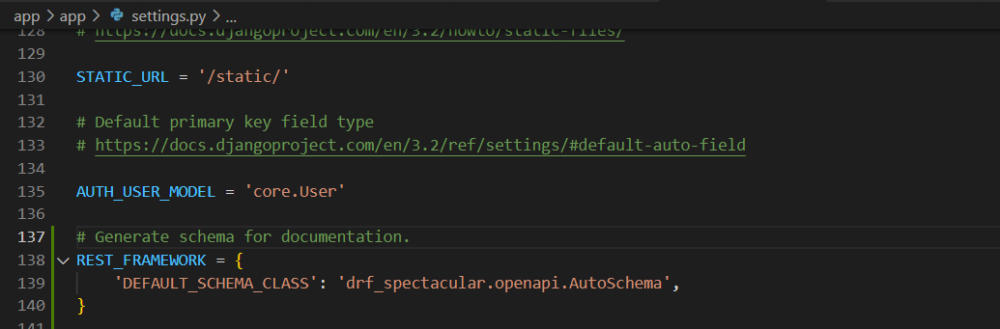 app > app > settings.py > ...
128 # https://docs.djangoproject.com/en/3.2/howto/static-files/
129
130 STATIC_URL = '/static/'
131
132 # Default primary key field type
133 # https://docs.djangoproject.com/en/3.2/ref/settings/#default-auto-field
134
135 AUTH_USER_MODEL = 'core.User'
136
137 # Generate schema for documentation.
138 REST_FRAMEWORK = {
139     'DEFAULT_SCHEMA_CLASS': 'drf_spectacular.openapi.AutoSchema',
140 }
141